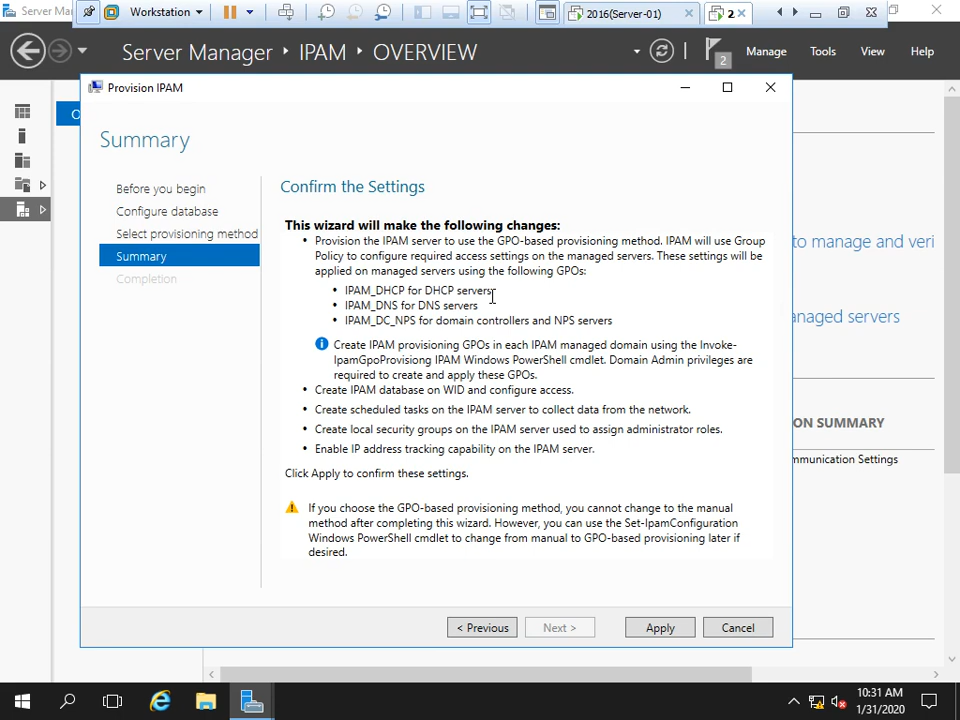 Server Man
Workstation
2016(Server-01)
2
Server Manager
IPAM
OVERVIEW
2
Manage
Tools
View
Help
Provision IPAM
O
Summary
Before you begin
Configure database
Select provisioning method
Summary
Completion
Confirm the Settings
This wizard will make the following changes:
• Provision the IPAM server to use the GPO-based provisioning method. IPAM will use Group
Policy to configure required access settings on the managed servers. These settings will be
applied on managed servers using the following GPOs:
• IPAM_DHCP for DHCP servers
• IPAM_DNS for DNS servers
• IPAM_DC_NPS for domain controllers and NPS servers
Create IPAM provisioning GPOs in each IPAM managed domain using the Invoke-
IpamGpoProvisiong IPAM Windows PowerShell cmdlet. Domain Admin privileges are
required to create and apply these GPOs.
• Create IPAM database on WID and configure access.
• Create scheduled tasks on the IPAM server to collect data from the network.
• Create local security groups on the IPAM server used to assign administrator roles.
• Enable IP address tracking capability on the IPAM server.
Click Apply to confirm these settings.
If you choose the GPO-based provisioning method, you cannot change to the manual
method after completing this wizard. However, you can use the Set-IpamConfiguration
Windows PowerShell cmdlet to change from manual to GPO-based provisioning later if
desired.
to manage and veri
anaged servers
ON SUMMARY
mmunication Settings
< Previous
Next >
Apply
Cancel
10:31 AM
1/31/2020